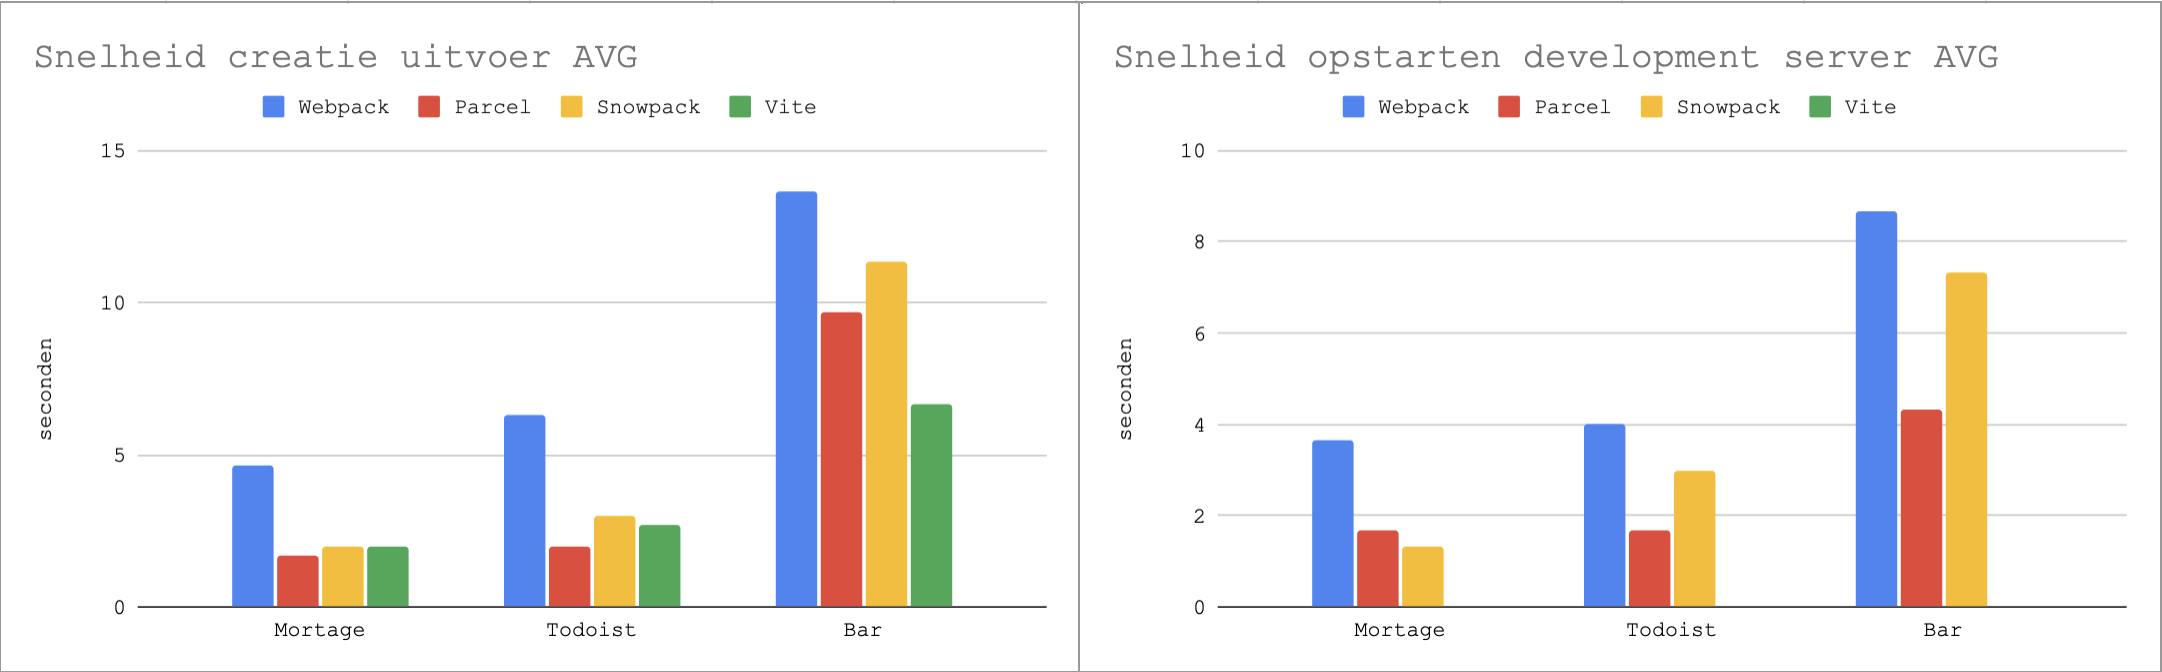 Snelheid creatie uitvoer AVG
Webpack Parcel Snowpack Vite
15
10
5
0
seconden
Mortage Todoist Bar
Snelheid opstarten development server AVG
Webpack Parcel Snowpack Vite
10
8
6
4
2
0
seconden
Mortage Todoist Bar